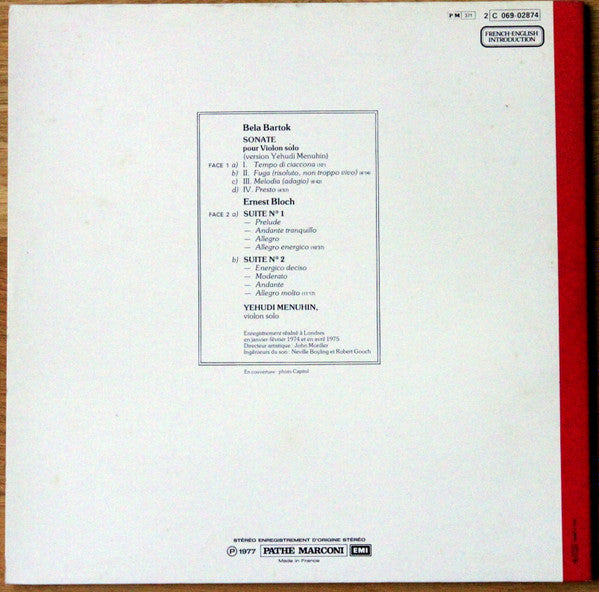 PM 371 2 C 069-02874
FRENCH-ENGLISH
INTRODUCTION
Bela Bartok
SONATE
pour Violon sólo
(version Yehudi Menuhin)
FACE 1 a) I. Tempo di ciaccona
b) II. Fuga (risoluto, non troppo vivo)
c) III. Melodia (adagio)
d) IV. Presto
Ernest Bloch
FACE 2 a) SUITE Nº 1
— Prelude
— Andante tranquillo
— Allegro
— Allegro energico
b) SUITE Nº 2
— Energico deciso
— Moderato
— Andante
— Allegro molto
YEHUDI MENUHIN,
violon solo
Enregistrement réalisé à Londres
en janvier février 1974 et en avril 1975
Directeur artistique : John Mordler
Ingénieurs du son : Neville Boyling et Robert Gooch
En couverture - photo Capitol
STÉRÉO ENREGISTREMENT D'ORIGINE STÉRÉO
℗ 1977 PATHE MARCONI EMI
Made in France